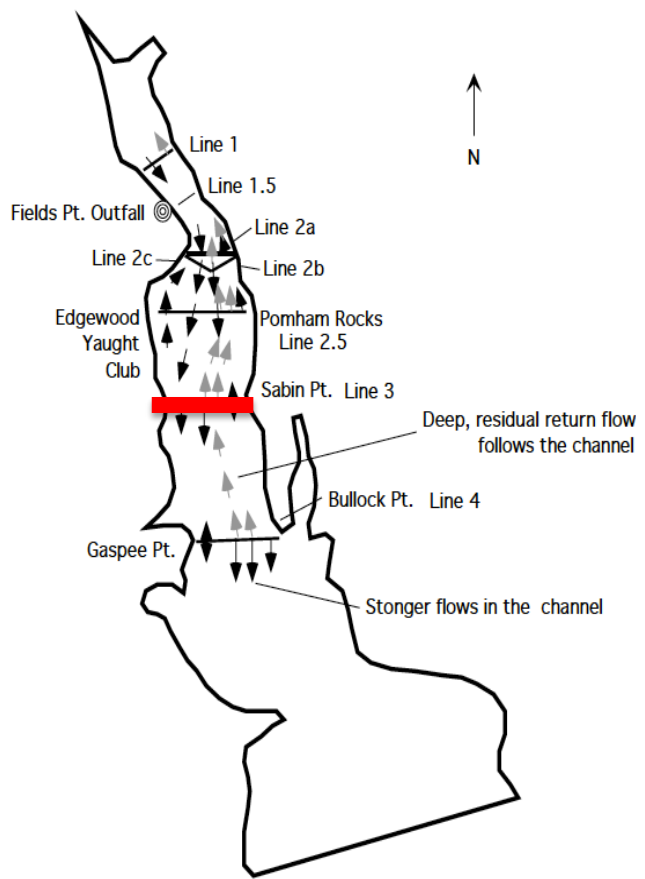 Line 1
N
Line 1.5
Fields Pt. Outfall
Line 2a
Line 2c
Line 2b
Edgewood
Yaught
Club
Pomham Rocks
Line 2.5
Sabin Pt. Line 3
Deep, residual return flow
follows the channel
Bullock Pt. Line 4
Gaspee Pt.
Stonger flows in the channel